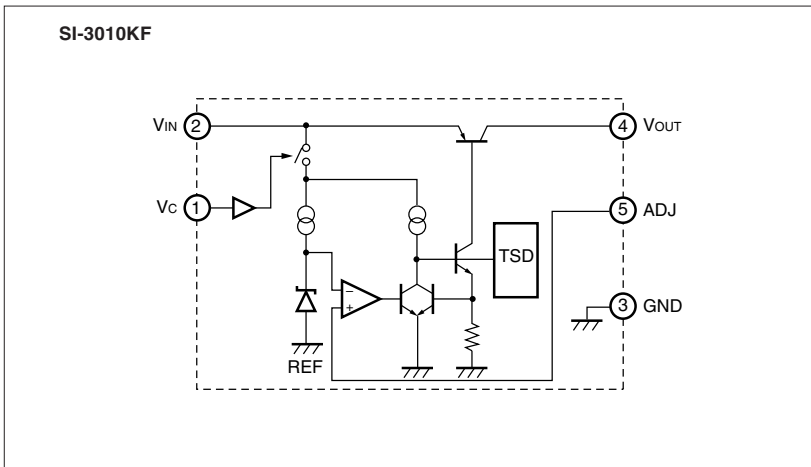 SI-3010KF
VIN 2
4 VOUT
VC 1
5 ADJ
TSD
−
+
3 GND
REF